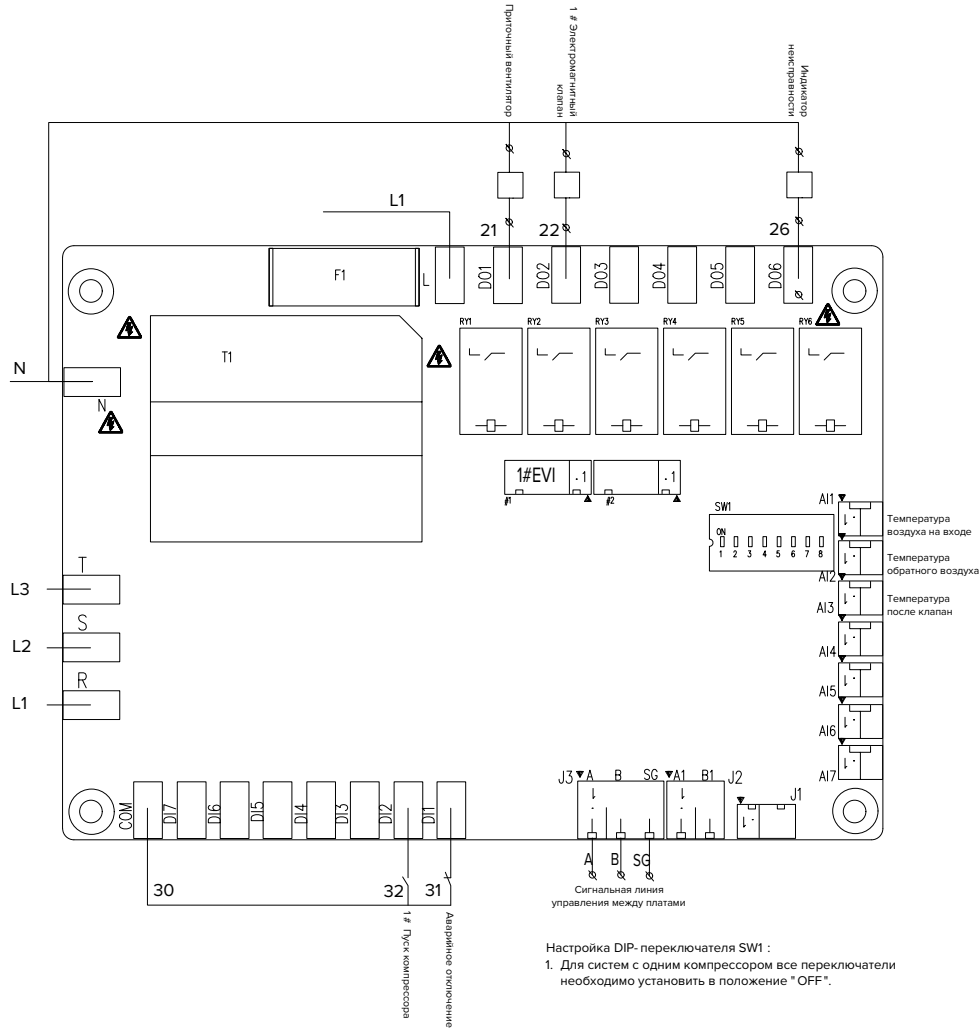 Приточный вентилятор
1 # Электромагнитный
клапан
Индикатор
неисправности
L1
21
22
26
F1
L
DO1
DO2
DO3
DO4
DO5
DO6
T1
RY1
RY2
RY3
RY4
RY5
RY6
N
N
1#EVI
.1
.1
#1
#2
SW1
ON
1 2 3 4 5 6 7 8
AI1
Температура
воздуха на входе
Температура
обратного воздуха
AI2
AI3
Температура
после клапан
AI4
AI5
AI6
AI7
T
L3
S
L2
R
L1
COM
DI7
DI6
DI5
DI4
DI3
DI2
DI1
J3
A
B
SG
A1
B1
J2
J1
A
B
SG
30
32
31
Сигнальная линия
управления между платами
1 # Пуск компрессора
Аварийное отключение
Настройка DIP- переключателя SW1 :
1. Для систем с одним компрессором все переключатели
необходимо установить в положение " OFF".